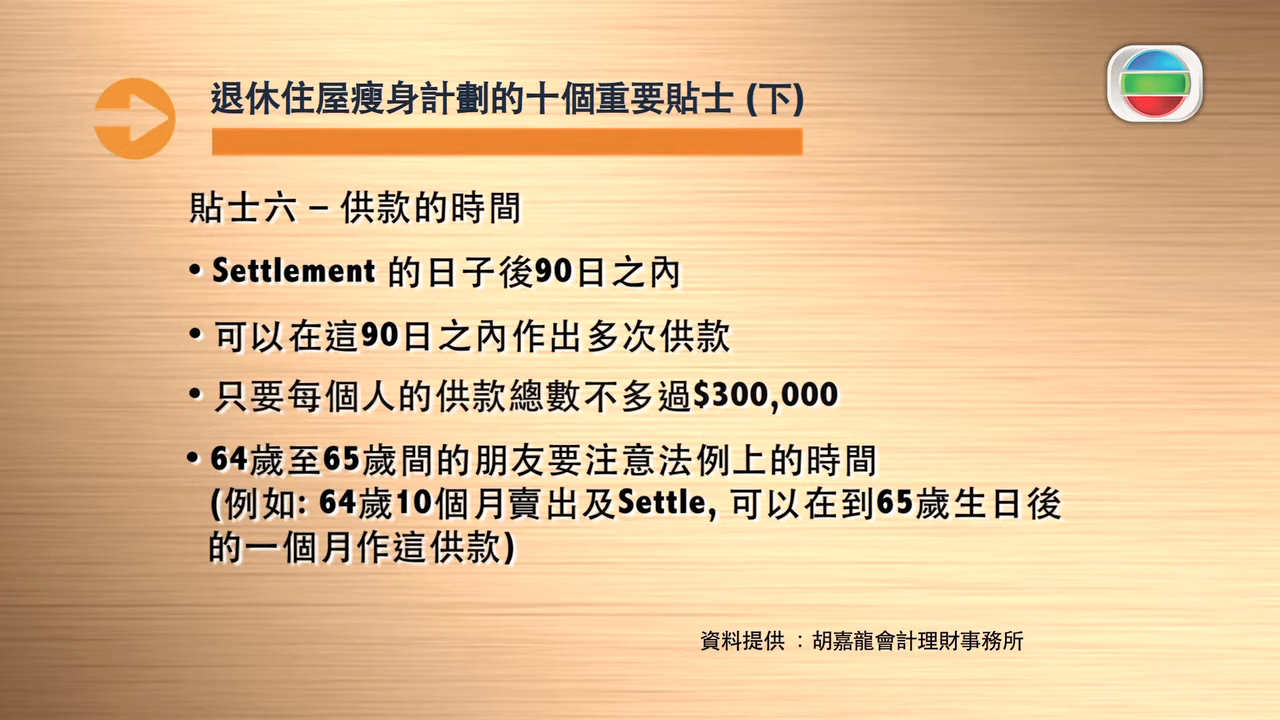 退休住屋瘦身計劃的十個重要貼士 (下)
貼士六 – 供款的時間
• Settlement 的日子後90日之內
• 可以在這90日之內作出多次供款
• 只要每個人的供款總數不多過$300,000
• 64歲至65歲間的朋友要注意法例上的時間
(例如: 64歲10個月賣出及Settle, 可以在到65歲生日後
的一個月作這供款)
資料提供 : 胡嘉龍會計理財事務所